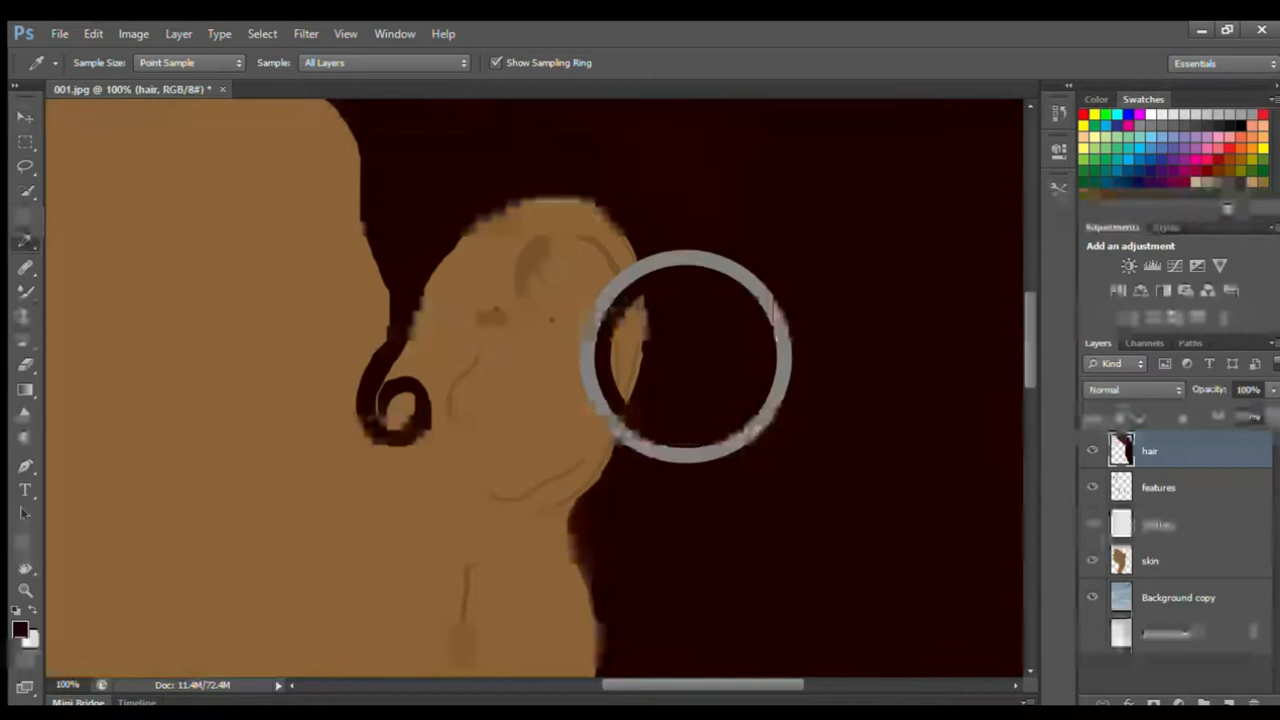 Ps File Edit Image Layer Type Select Filter View Window Help
Sample Size: Point Sample Sample: All Layers Show Sampling Ring Essentials
001.jpg @ 100% (hair, RGB/8#) * ×
Color Swatches
Adjustments Styles
Add an adjustment
Layers Channels Paths
Kind
Normal Opacity: 100%
hair
features
skin
Background copy
100% Doc: 11.4M/72.4M
Mini Bridge Timeline